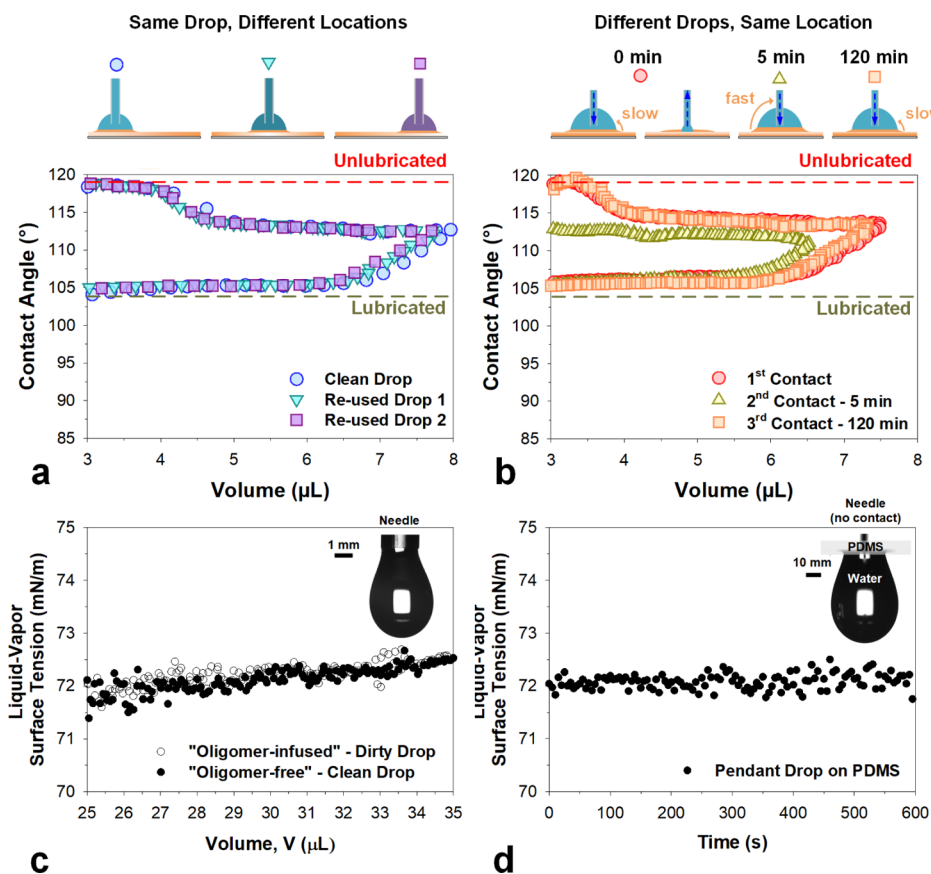 Same Drop, Different Locations
Unlubricated
Contact Angle (°)
120
115
110
105
100
95
90
85
Lubricated
Clean Drop
Re-used Drop 1
Re-used Drop 2
3 4 5 6 7 8
Volume (µL)
a
Different Drops, Same Location
0 min
5 min
120 min
slow
fast
slow
Unlubricated
Contact Angle (°)
120
115
110
105
100
95
90
85
Lubricated
1st Contact
2nd Contact - 5 min
3rd Contact - 120 min
3 4 5 6 7 8
Volume (µL)
b
Liquid-Vapor
Surface Tension (mN/m)
75
74
73
72
71
70
Needle
1 mm
"Oligomer-infused" - Dirty Drop
"Oligomer-free" - Clean Drop
25 26 27 28 29 30 31 32 33 34 35
Volume, V (µL)
c
Liquid-vapor
Surface Tension (mN/m)
75
74
73
72
71
70
Needle
(no contact)
PDMS
10 mm
Water
Pendant Drop on PDMS
0 100 200 300 400 500 600
Time (s)
d